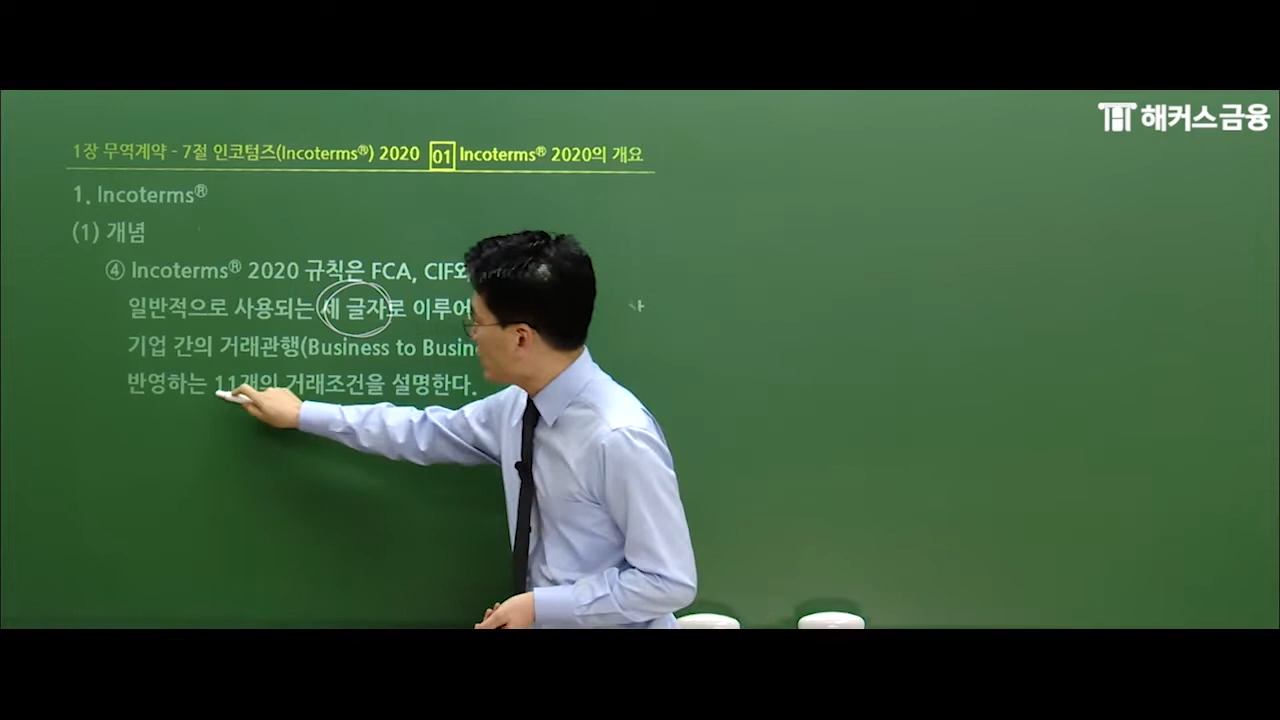 해커스금융
1장 무역계약 - 7절 인코텀즈(Incoterms®) 2020 01 Incoterms® 2020의 개요
1. Incoterms®
(1) 개념
④ Incoterms® 2020 규칙은 FCA, CIF와
일반적으로 사용되는 세 글자로 이루어
기업 간의 거래관행(Business to
반영하는 11개의 거래조건을 설명한다.